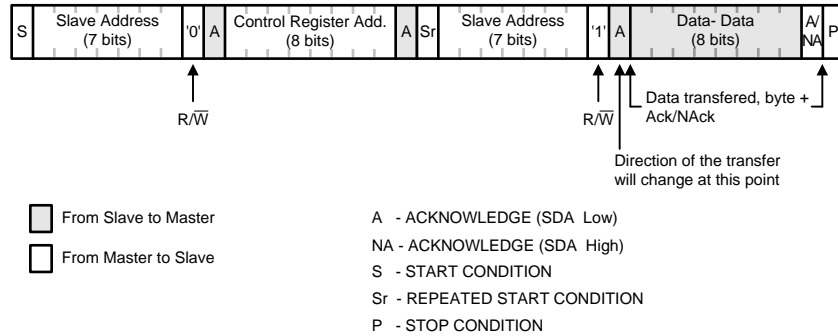 S Slave Address (7 bits) '0' A Control Register Add. (8 bits) A Sr Slave Address (7 bits) '1' A Data- Data (8 bits) A/NA P
R/W̅
R/W̅
Data transfered, byte +
Ack/NAck
Direction of the transfer
will change at this point
From Slave to Master
From Master to Slave
A - ACKNOWLEDGE (SDA Low)
NA - ACKNOWLEDGE (SDA High)
S - START CONDITION
Sr - REPEATED START CONDITION
P - STOP CONDITION